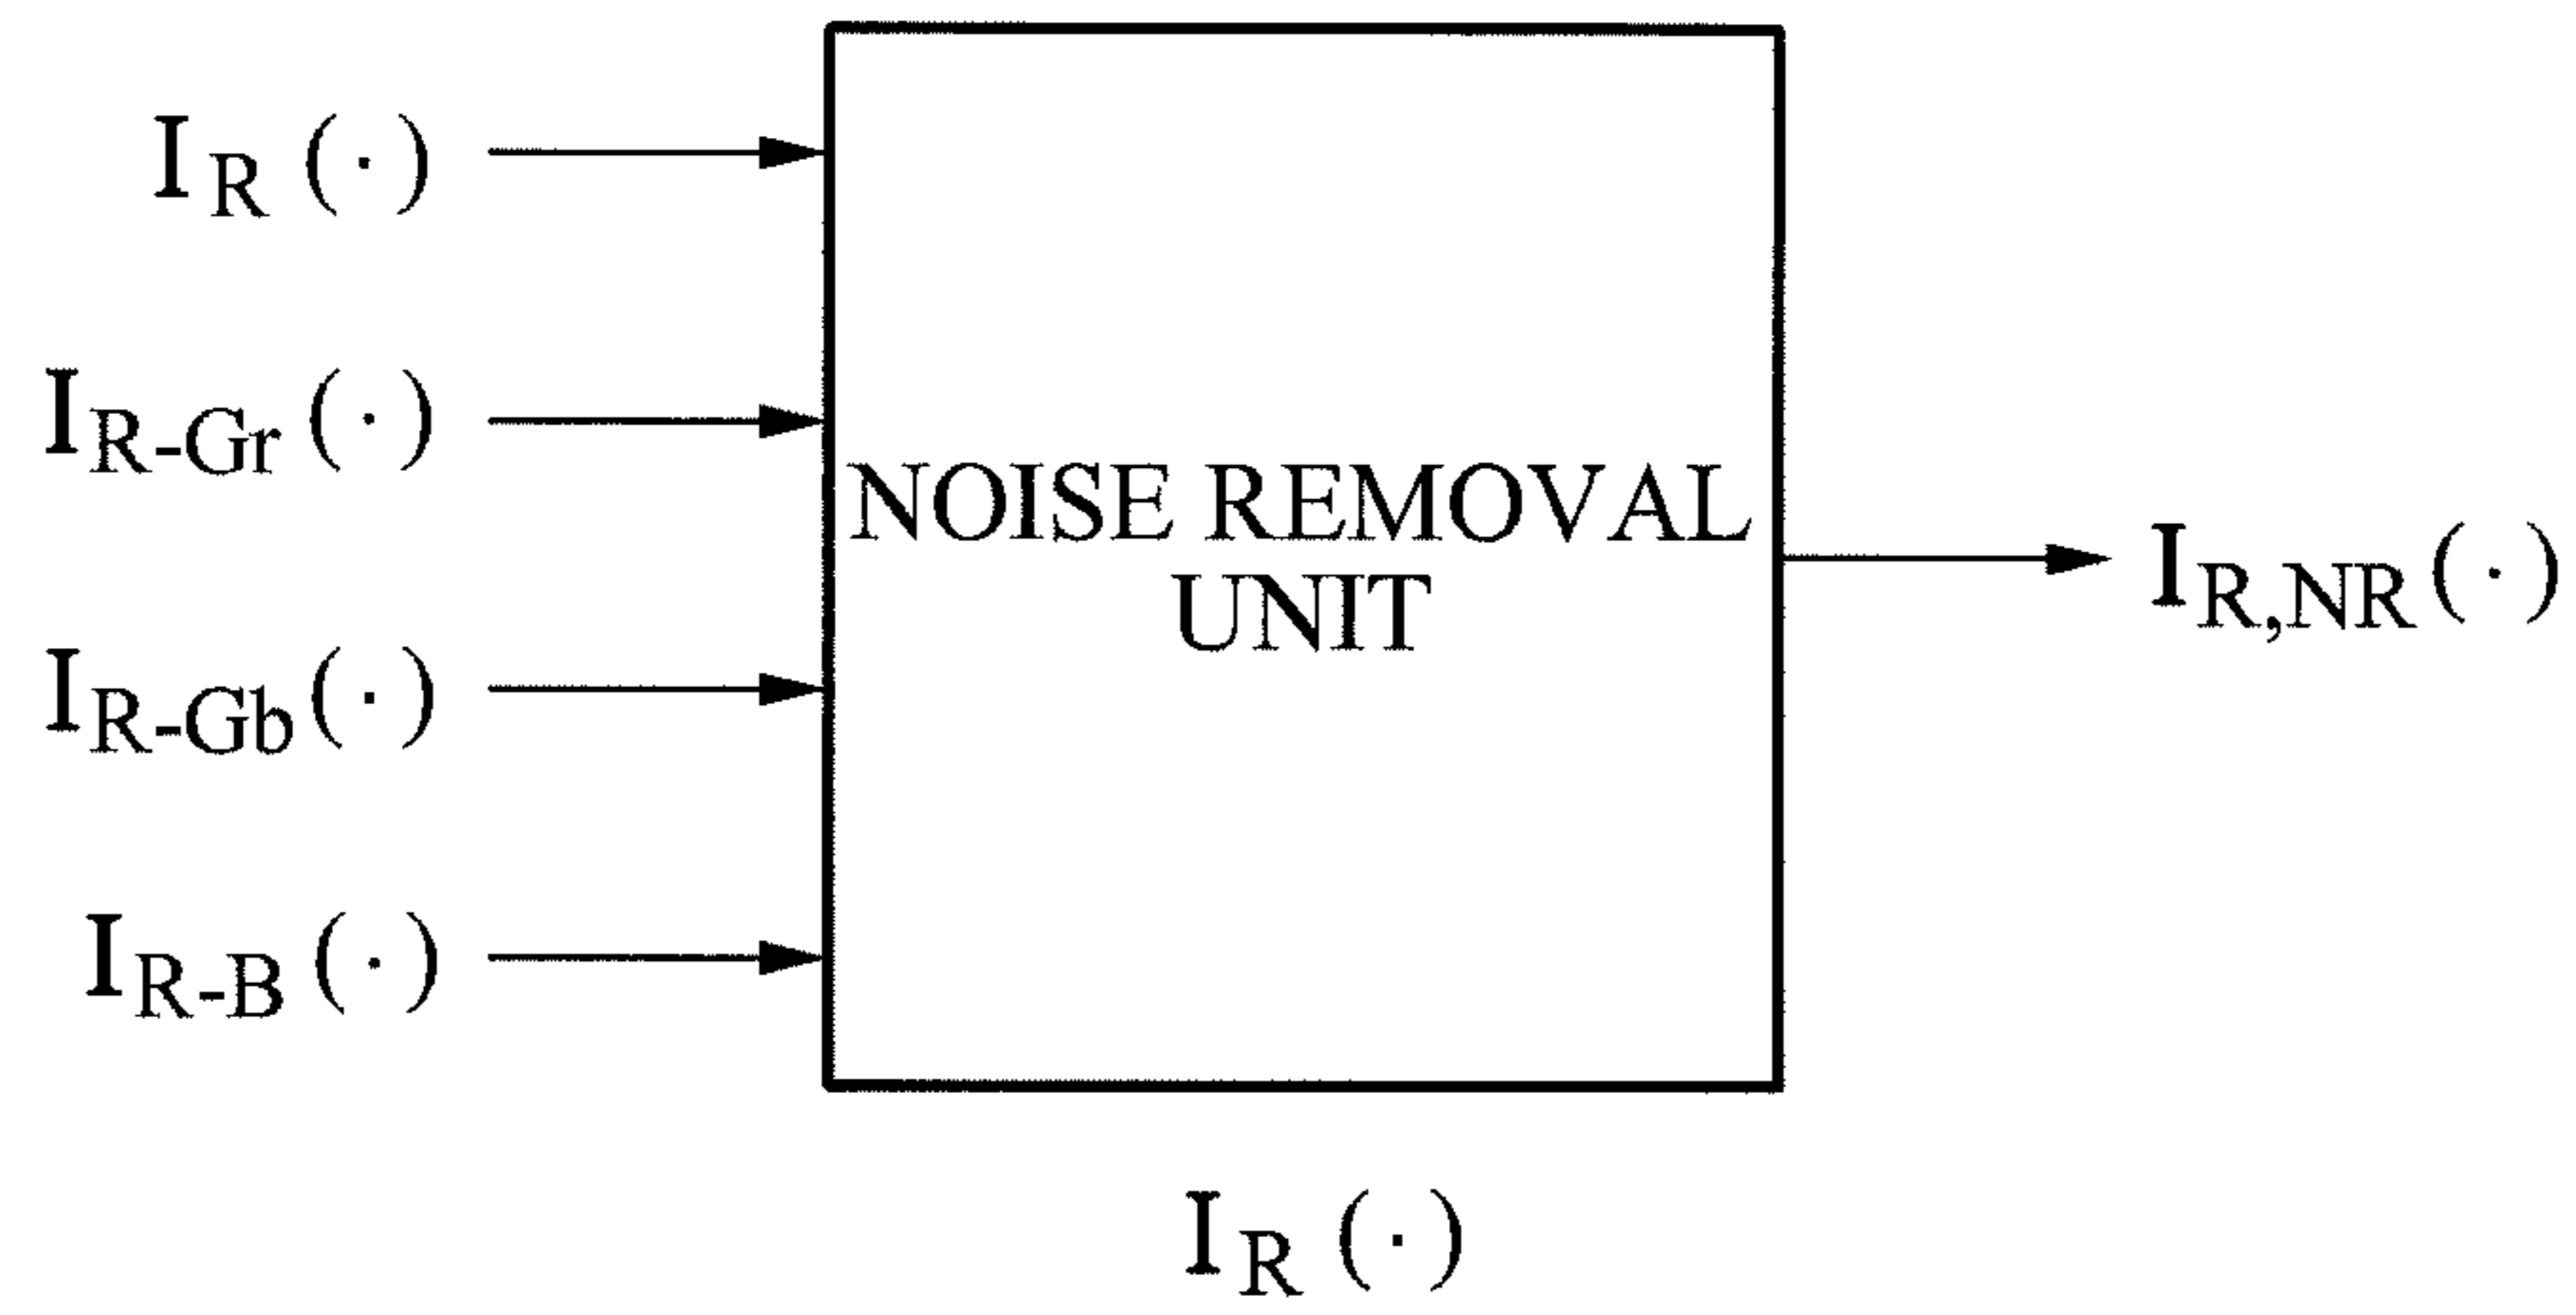 I_R (·)
I_R-Gr (·)
I_R-Gb (·)
I_R-B (·)
NOISE REMOVAL
UNIT
I_R,NR (·)
I_R (·)